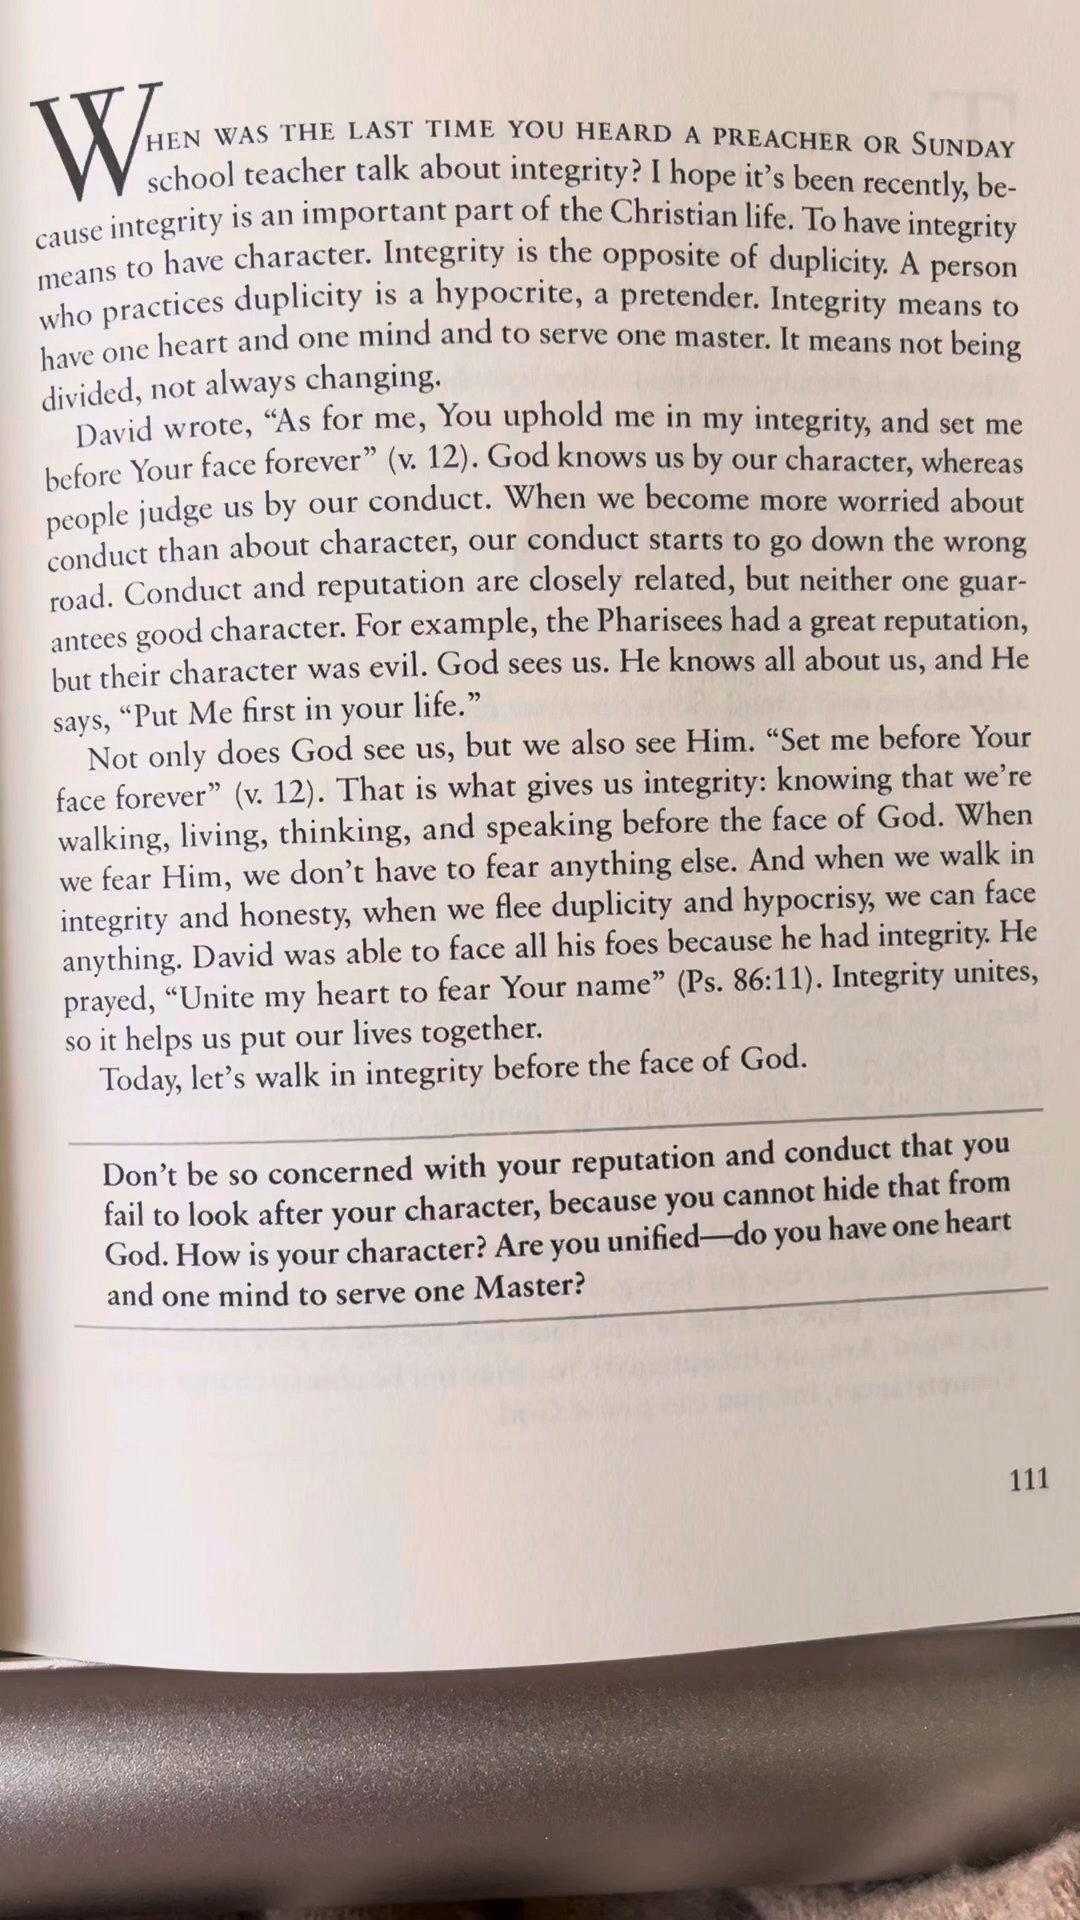 WHEN WAS THE LAST TIME YOU HEARD A PREACHER OR SUNDAY
school teacher talk about integrity? I hope it's been recently, be-
cause integrity is an important part of the Christian life. To have integrity
means to have character. Integrity is the opposite of duplicity. A person
who practices duplicity is a hypocrite, a pretender. Integrity means to
have one heart and one mind and to serve one master. It means not being
divided, not always changing.
David wrote, “As for me, You uphold me in my integrity, and set me
before Your face forever” (v. 12). God knows us by our character, whereas
people judge us by our conduct. When we become more worried about
conduct than about character, our conduct starts to go down the wrong
road. Conduct and reputation are closely related, but neither one guar-
antees good character. For example, the Pharisees had a great reputation,
but their character was evil. God sees us. He knows all about us, and He
says, “Put Me first in your life.”
Not only does God see us, but we also see Him. “Set me before Your
face forever” (v. 12). That is what gives us integrity: knowing that we're
walking, living, thinking, and speaking before the face of God. When
we fear Him, we don't have to fear anything else. And when we walk in
integrity and honesty, when we flee duplicity and hypocrisy, we can face
anything. David was able to face all his foes because he had integrity. He
prayed, “Unite my heart to fear Your name” (Ps. 86:11). Integrity unites,
so it helps us put our lives together.
Today, let's walk in integrity before the face of God.
Don't be so concerned with your reputation and conduct that you
fail to look after your character, because you cannot hide that from
God. How is your character? Are you unified—do you have one heart
and one mind to serve one Master?
111